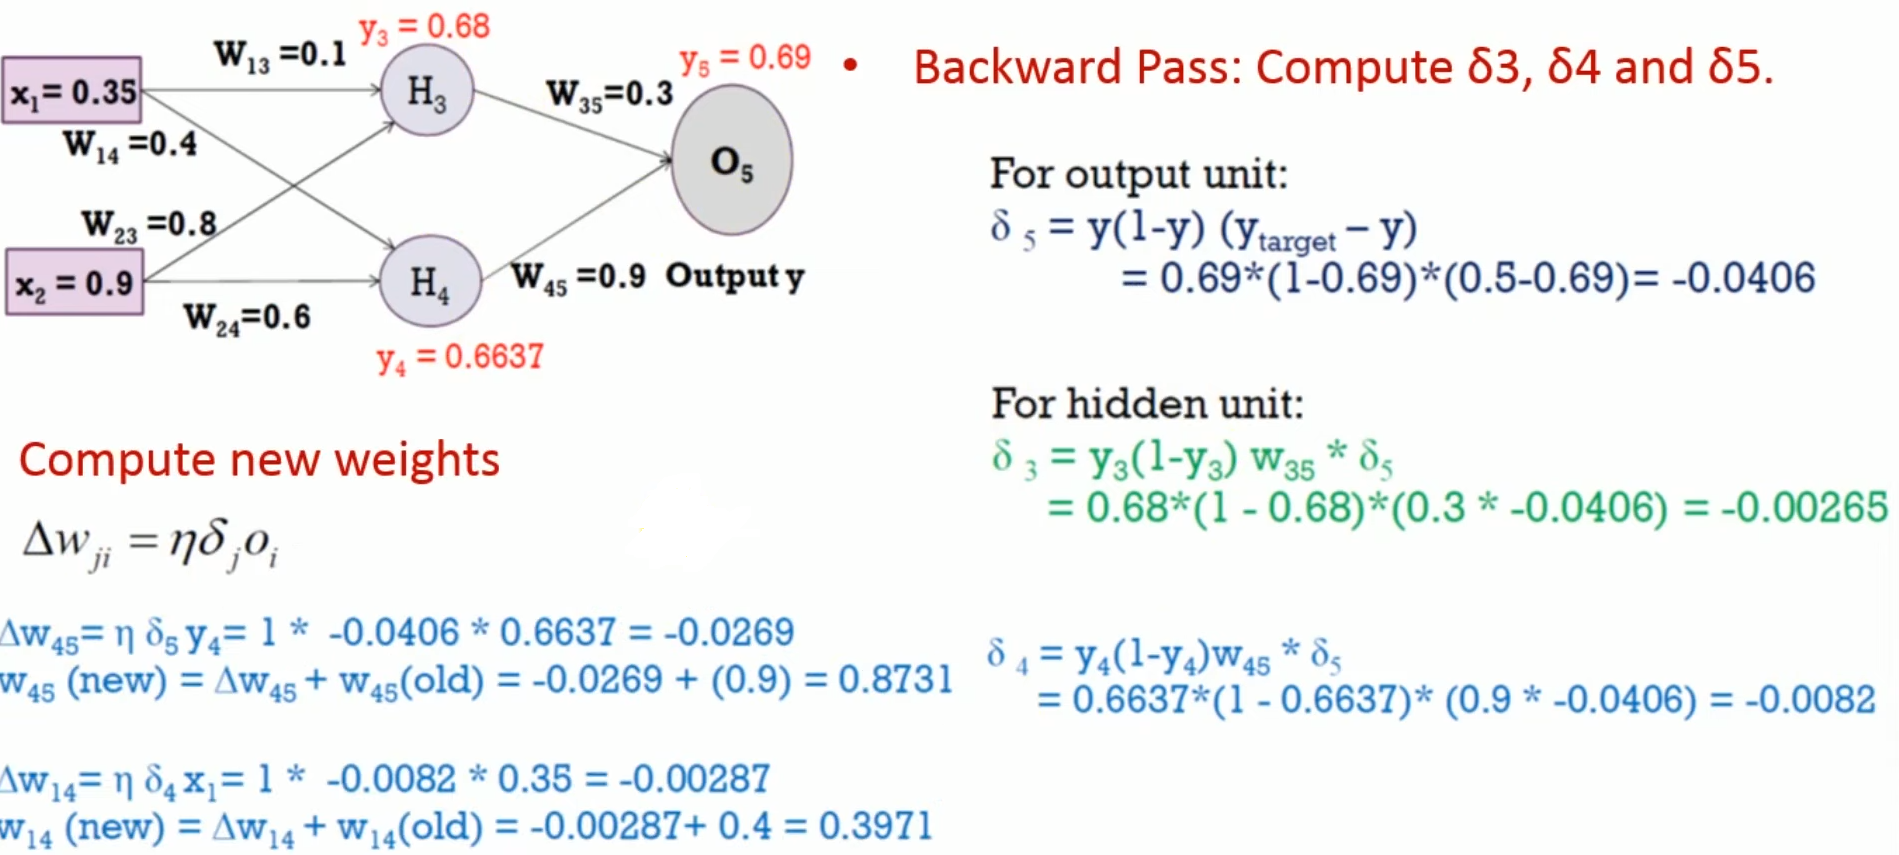 y₃ = 0.68
W₁₃ =0.1
y₅ = 0.69
x₁= 0.35
H₃
W₃₅=0.3
W₁₄ =0.4
O₅
W₂₃ =0.8
x₂ = 0.9
H₄
W₄₅ =0.9 Output y
W₂₄=0.6
y₄ = 0.6637
Compute new weights
Δw_ji = ηδ_j o_i
Δw₄₅= η δ₅ y₄= 1 * -0.0406 * 0.6637 = -0.0269
w₄₅ (new) = Δw₄₅ + w₄₅(old) = -0.0269 + (0.9) = 0.8731
Δw₁₄= η δ₄ x₁= 1 * -0.0082 * 0.35 = -0.00287
w₁₄ (new) = Δw₁₄ + w₁₄(old) = -0.00287+ 0.4 = 0.3971
• Backward Pass: Compute δ3, δ4 and δ5.
For output unit:
δ ₅ = y(1-y) (y_target − y)
= 0.69*(1-0.69)*(0.5-0.69)= -0.0406
For hidden unit:
δ ₃ = y₃(1-y₃) w₃₅ * δ₅
= 0.68*(1 - 0.68)*(0.3 * -0.0406) = -0.00265
δ ₄ = y₄(1-y₄)w₄₅ * δ₅
= 0.6637*(1 - 0.6637)* (0.9 * -0.0406) = -0.0082